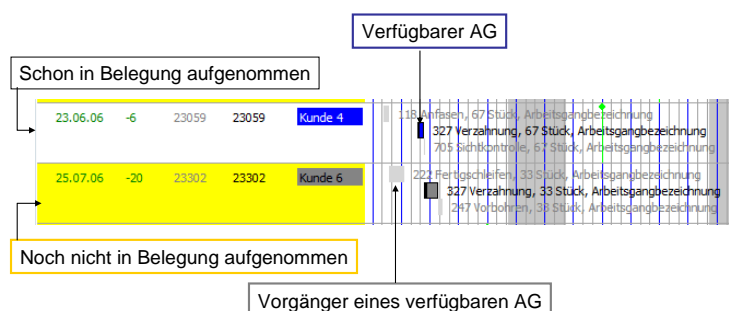 Verfügbarer AG
Schon in Belegung aufgenommen
23.06.06 -6 23059 23059 Kunde 4
113 Anfasen, 67 Stück, Arbeitsgangbezeichnung
327 Verzahnung, 67 Stück, Arbeitsgangbezeichnung
705 Sichtkontrolle, 67 Stück, Arbeitsgangbezeichnung
25.07.06 -20 23302 23302 Kunde 6
222 Fertigschleifen, 33 Stück, Arbeitsgangbezeichnung
327 Verzahnung, 33 Stück, Arbeitsgangbezeichnung
247 Vorbohren, 33 Stück, Arbeitsgangbezeichnung
Noch nicht in Belegung aufgenommen
Vorgänger eines verfügbaren AG